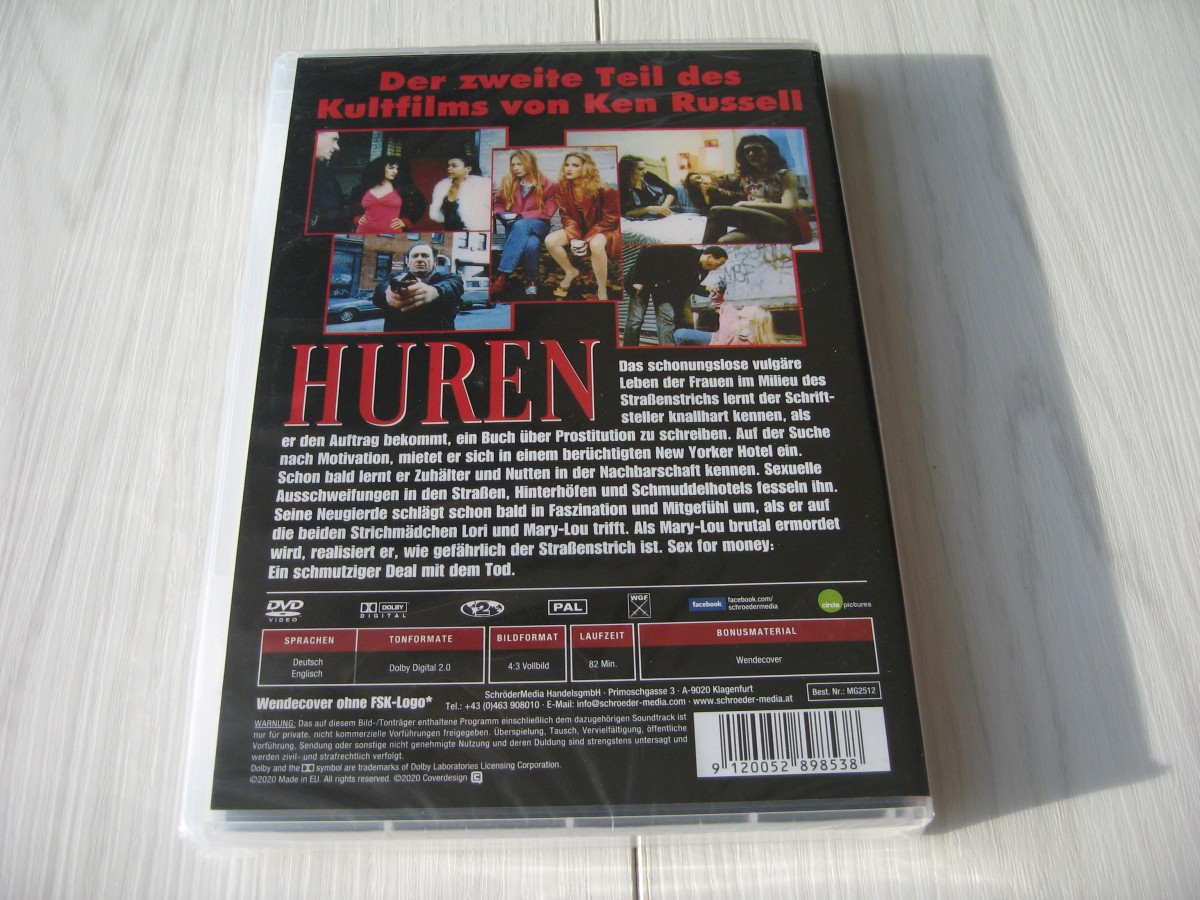 Der zweite Teil des
Kultfilms von Ken Russell
HUREN
Das schonungslose vulgäre
Leben der Frauen im Milieu des
Straßenstrichs lernt der Schrift-
steller knallhart kennen, als
er den Auftrag bekommt, ein Buch über Prostitution zu schreiben. Auf der Suche
nach Motivation, mietet er sich in einem berüchtigten New Yorker Hotel ein.
Schon bald lernt er Zuhälter und Nutten in der Nachbarschaft kennen. Sexuelle
Ausschweifungen in den Straßen, Hinterhöfen und Schmuddelhotels fesseln ihn.
Seine Neugierde schlägt schon bald in Faszination und Mitgefühl um, als er auf
die beiden Strichmädchen Lori und Mary-Lou trifft. Als Mary-Lou brutal ermordet
wird, realisiert er, wie gefährlich der Straßenstrich ist. Sex for money:
Ein schmutziger Deal mit dem Tod.
DVD
VIDEO
DOLBY
DIGITAL
2
PAL
WGF
facebook
facebook.com/
schroedermedia
circle pictures
SPRACHEN
Deutsch
Englisch
TONFORMATE
Dolby Digital 2.0
BILDFORMAT
4:3 Vollbild
LAUFZEIT
82 Min.
BONUSMATERIAL
Wendecover
Wendecover ohne FSK-Logo*
SchröderMedia HandelsgmbH · Primoschgasse 3 · A-9020 Klagenfurt
Tel.: +43 (0)463 908010 · E-Mail: info@schroeder-media.com · www.schroeder-media.at
Best. Nr.: MG2512
WARNUNG: Das auf diesem Bild-/Tonträger enthaltene Programm einschließlich dem dazugehörigen Soundtrack ist
nur für private, nicht kommerzielle Vorführungen freigegeben. Überspielung, Tausch, Vervielfältigung, öffentliche
Vorführung, Sendung oder sonstige nicht genehmigte Nutzung und deren Duldung sind strengstens untersagt und
werden zivil- und strafrechtlich verfolgt.
Dolby and the symbol are trademarks of Dolby Laboratories Licensing Corporation.
©2020 Made in EU. All rights reserved. ©2020 Coverdesign
9 120052 898538